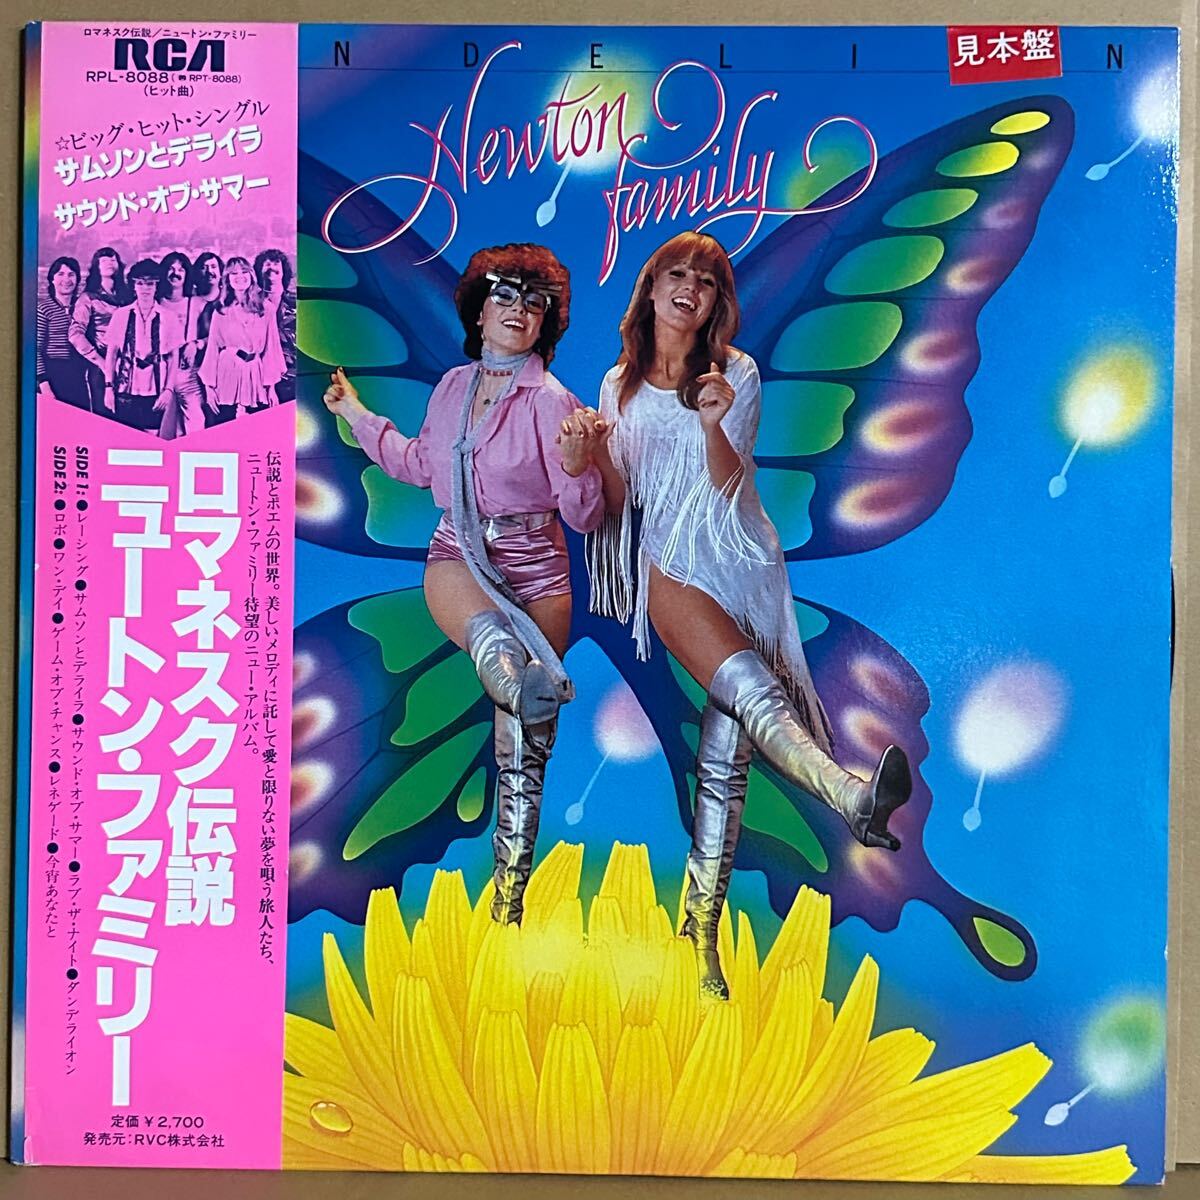 ロマネスク伝説/ニュートン・ファミリー
RCA
RPL-8088(RPT-8088)
(ヒット曲)
☆ビッグ・ヒット・シングル
サムソンとデライラ
サウンド・オブ・サマー
伝説とポエムの世界。美しいメロディに託して愛と限りない夢を唄う旅人たち、
ニュートン・ファミリー待望のニュー・アルバム。
ロマネスク伝説
ニュートン・ファミリー
SIDE 1:●レーシング●サムソンとデライラ●サウンド・オブ・サマー●ラブ・ザ・ナイト●ダンデライオン
SIDE 2:●ロボ●ワン・デイ●ゲーム・オブ・チャンス●レネゲード●今宵あなたと
定価¥2,700
発売元:RVC株式会社
NDELI N
見本盤
Newton
family